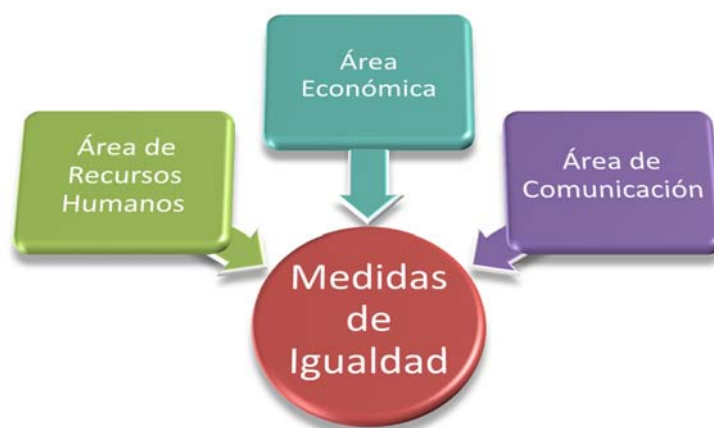 Área
Económica
Área de
Recursos
Humanos
Área de
Comunicación
Medidas
de
Igualdad